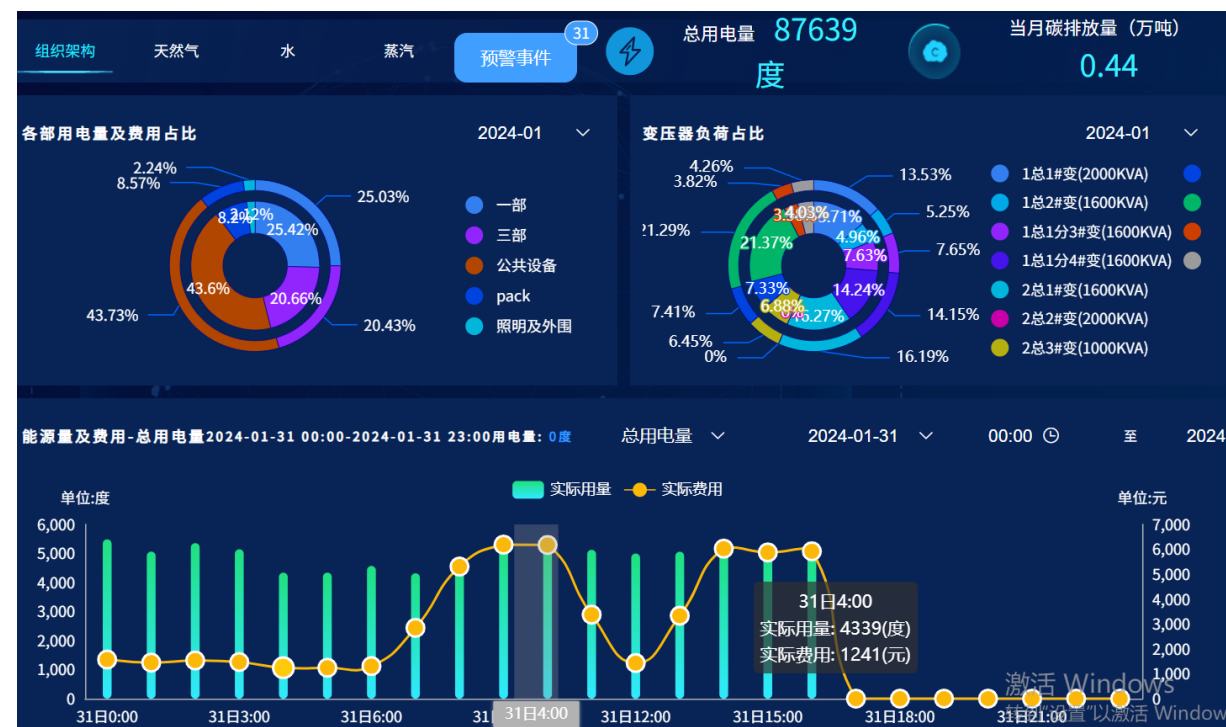 组织架构
天然气
水
蒸汽
预警事件
31
总用电量 87639
度
当月碳排放量（万吨）
0.44
各部用电量及费用占比
2024-01
2.24%
8.57%
25.03%
8.2%
2.12%
25.42%
43.6%
20.66%
43.73%
20.43%
一部
三部
公共设备
pack
照明及外围
变压器负荷占比
2024-01
4.26%
3.82%
13.53%
5.25%
7.65%
21.29%
4.03%
4.96%
21.37%
7.63%
7.33%
14.24%
6.88%
7.41%
14.15%
6.45%
0%
16.19%
1总1#变(2000KVA)
1总2#变(1600KVA)
1总1分3#变(1600KVA)
1总1分4#变(1600KVA)
2总1#变(1600KVA)
2总2#变(2000KVA)
2总3#变(1000KVA)
能源量及费用-总用电量2024-01-31 00:00-2024-01-31 23:00用电量: 0度
总用电量
2024-01-31
00:00
至
2024
实际用量
实际费用
单位:度
单位:元
6,000
5,000
4,000
3,000
2,000
1,000
0
7,000
6,000
5,000
4,000
3,000
2,000
1,000
0
31日4:00
实际用量: 4339(度)
实际费用: 1241(元)
31日0:00
31日3:00
31日6:00
31日4:00
31日12:00
31日15:00
31日18:00
31日21:00
激活 Windows